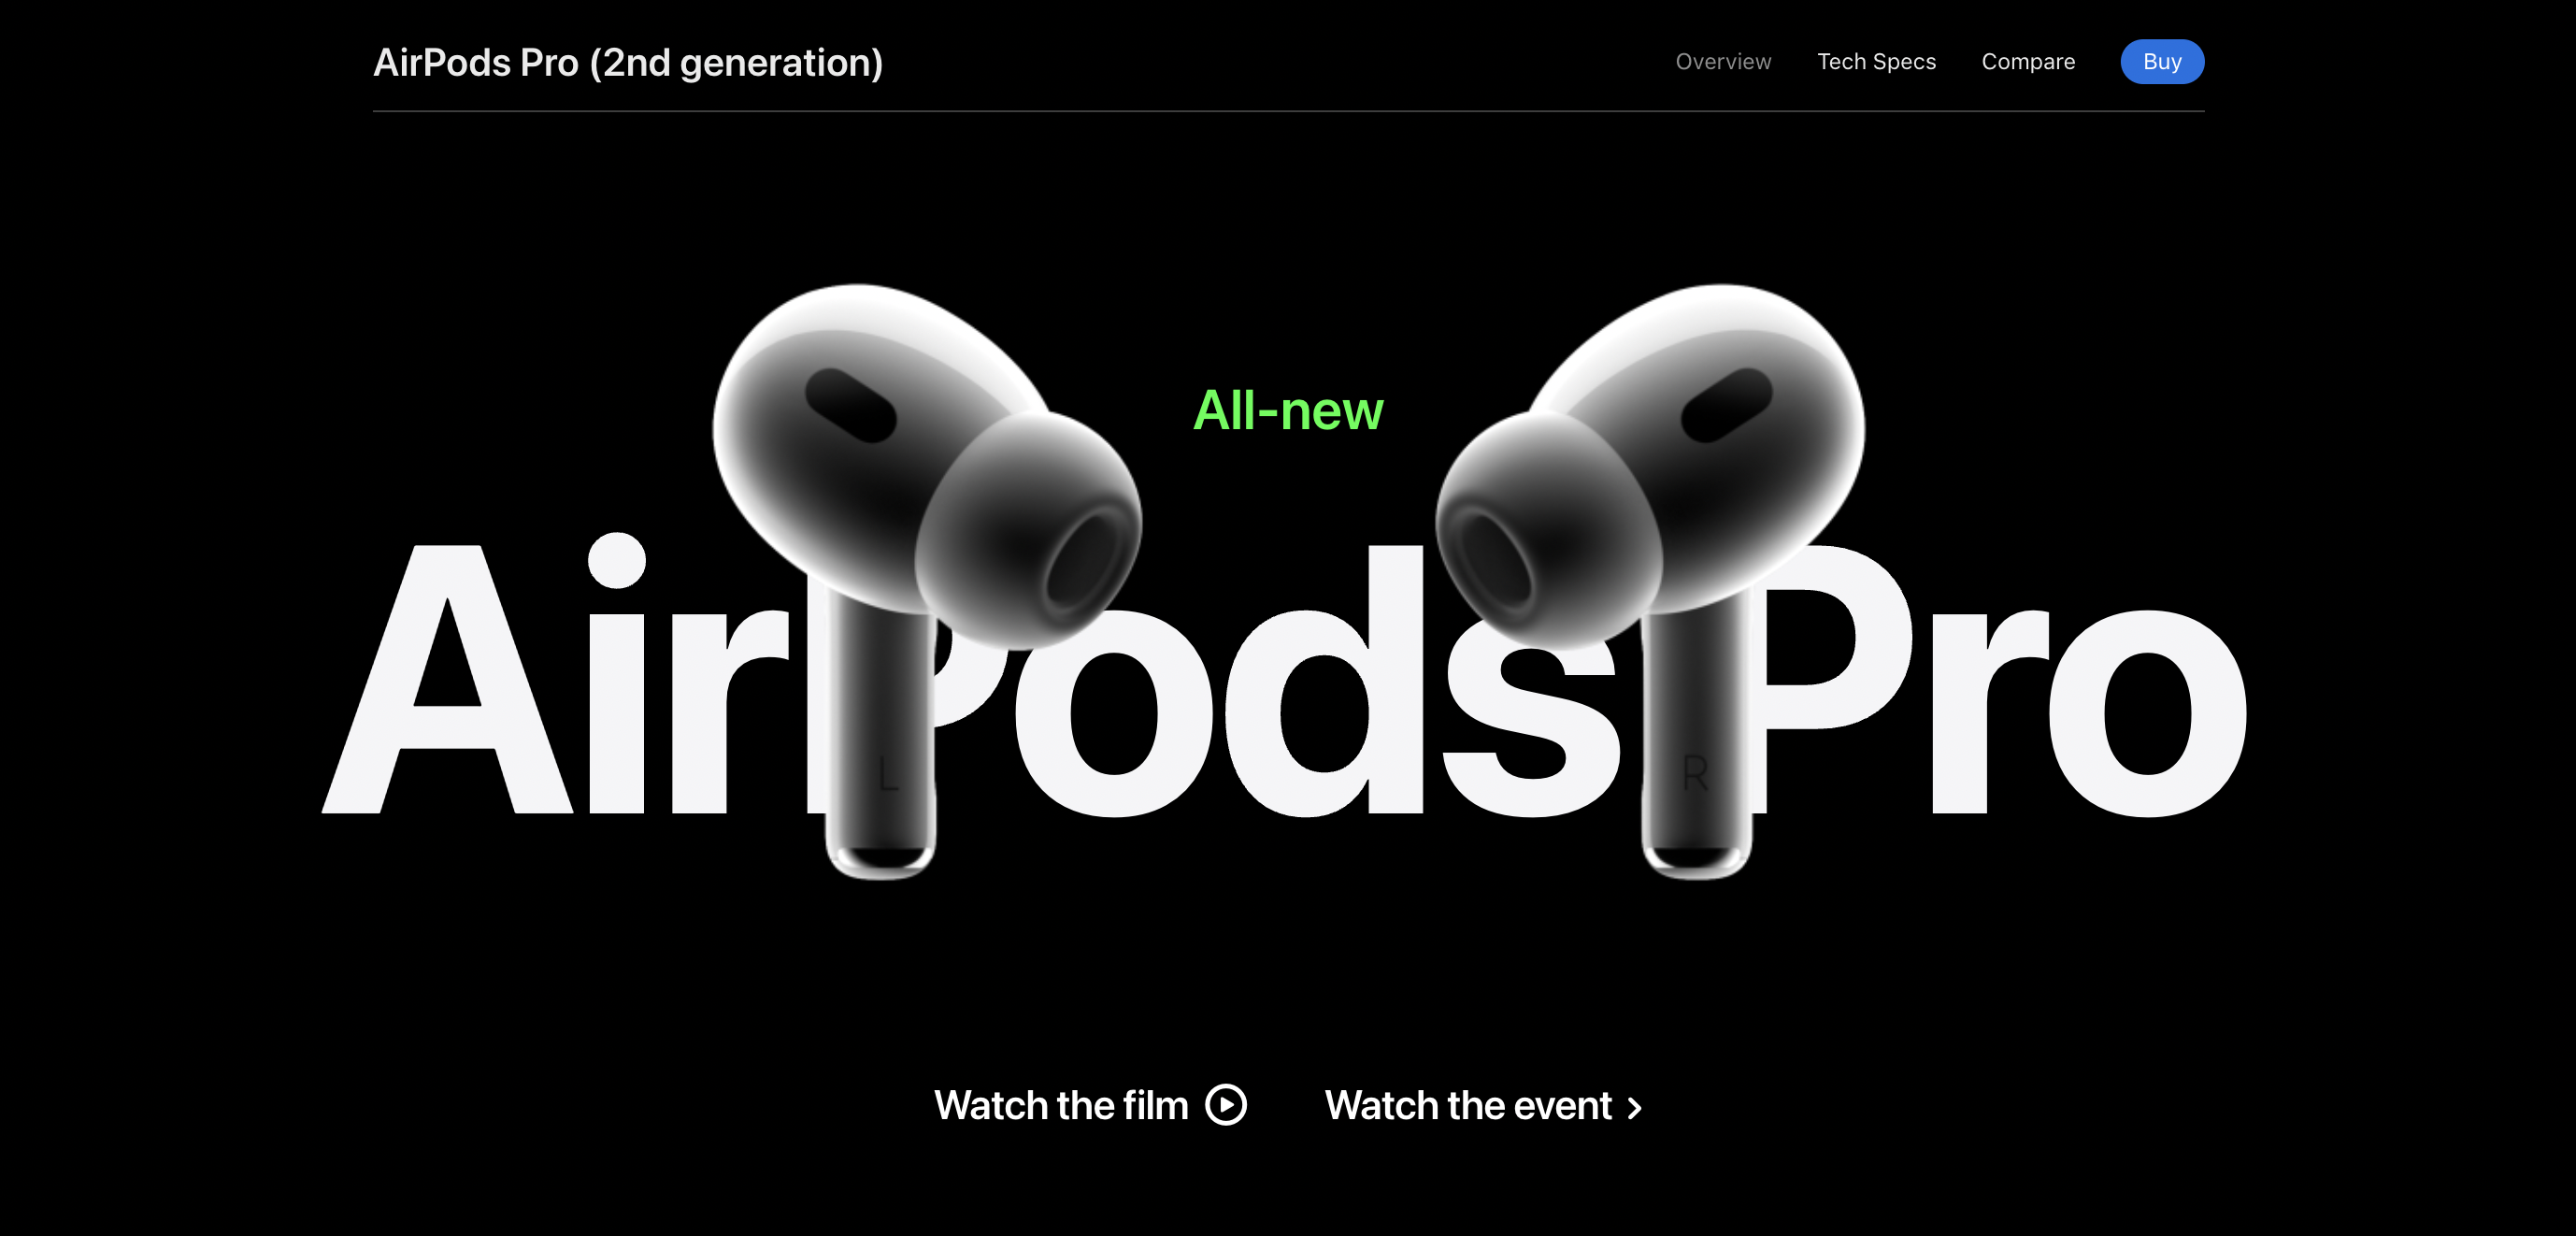 AirPods Pro (2nd generation)
Overview Tech Specs Compare Buy
All-new
AirPods Pro
L R
Watch the film Watch the event